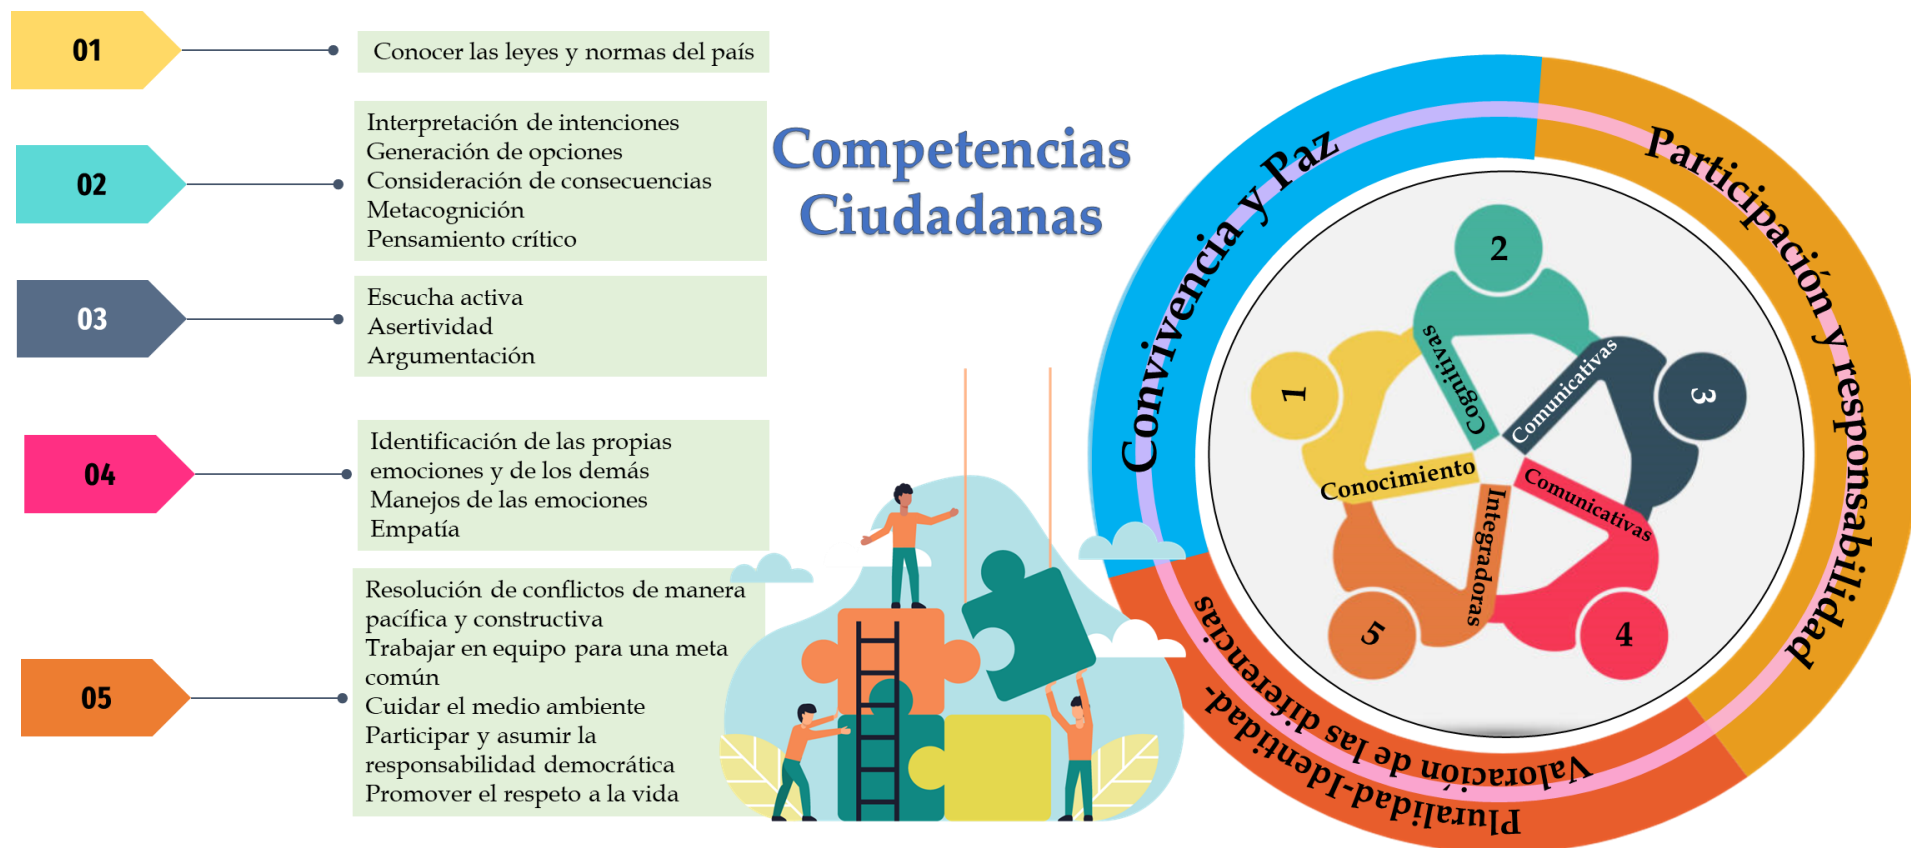 01
Conocer las leyes y normas del país
02
Interpretación de intenciones
Generación de opciones
Consideración de consecuencias
Metacognición
Pensamiento crítico
03
Escucha activa
Asertividad
Argumentación
04
Identificación de las propias
emociones y de los demás
Manejos de las emociones
Empatía
05
Resolución de conflictos de manera
pacífica y constructiva
Trabajar en equipo para una meta
común
Cuidar el medio ambiente
Participar y asumir la
responsabilidad democrática
Promover el respeto a la vida
Competencias
Ciudadanas
Convivencia y Paz
Participación y responsabilidad
Pluralidad-Identidad-
Valoración de las diferencias
1
Conocimiento
2
Cognitivas
3
Comunicativas
4
Comunicativas
5
Integradoras